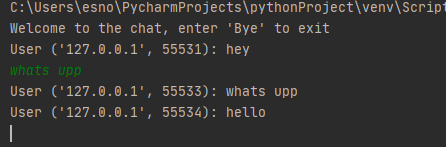 C:\Users\esno\PycharmProjects\pythonProject\venv\Script
Welcome to the chat, enter 'Bye' to exit
User ('127.0.0.1', 55531): hey
whats upp
User ('127.0.0.1', 55533): whats upp
User ('127.0.0.1', 55534): hello